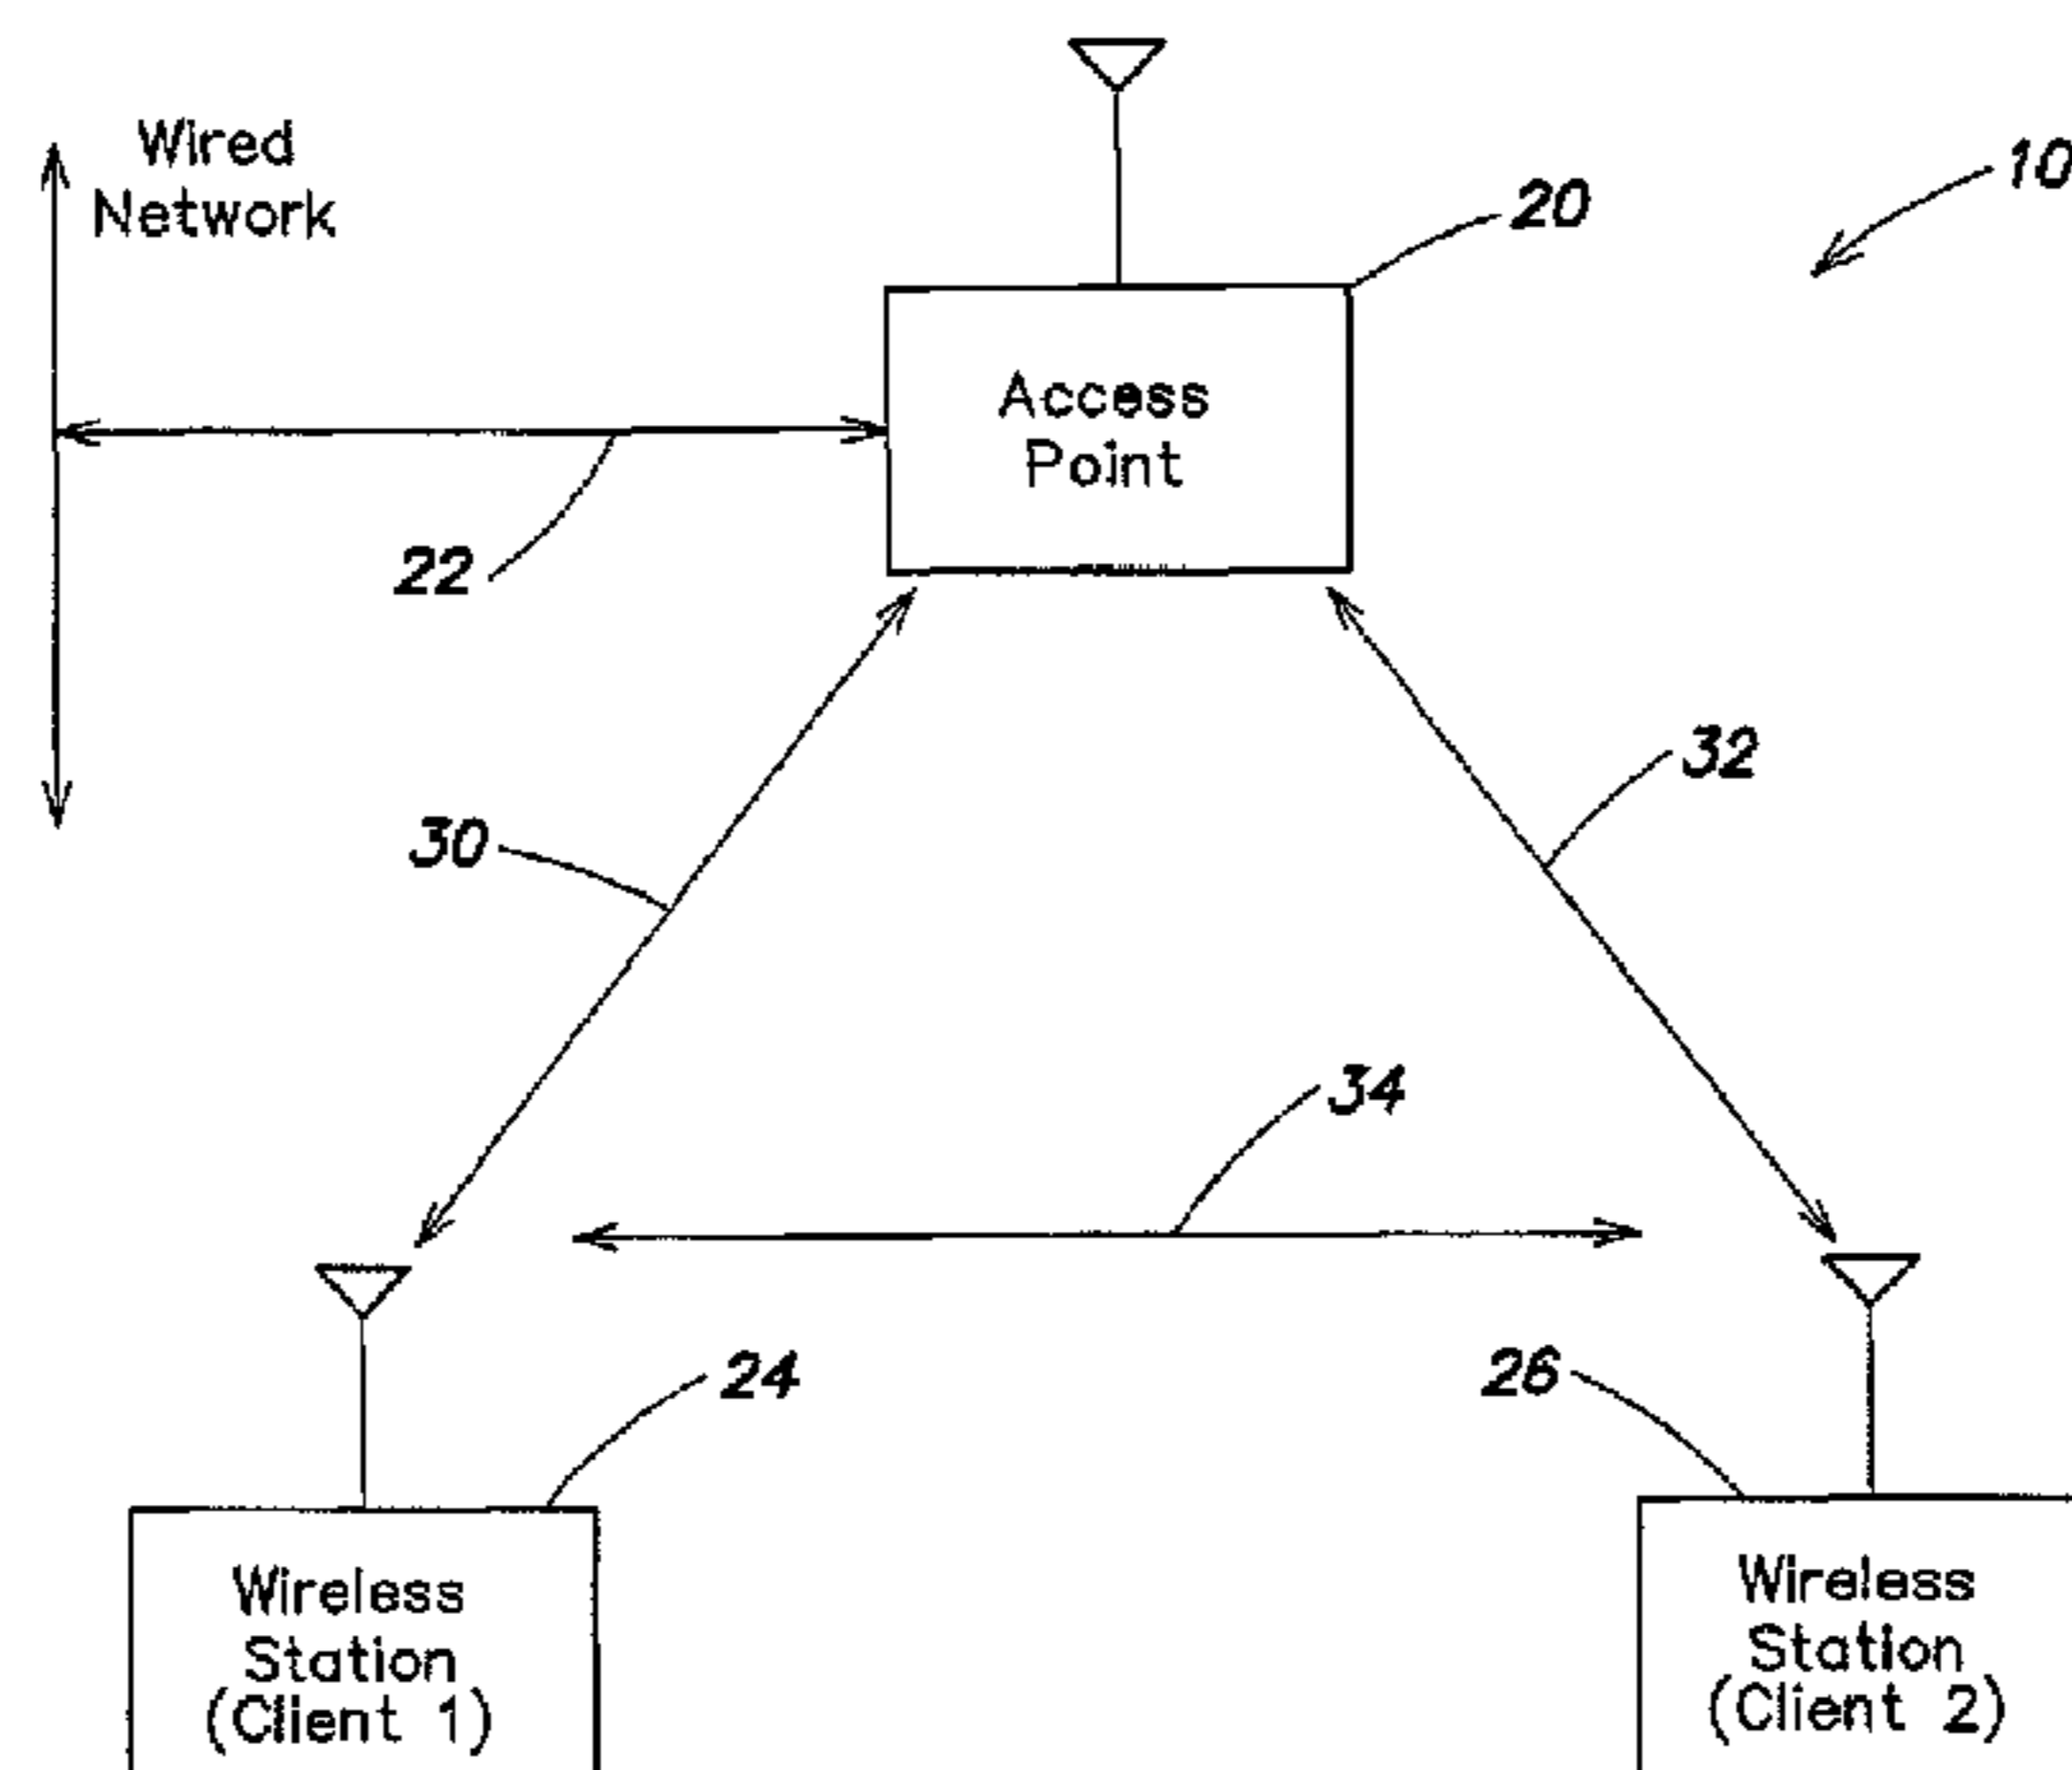 Wired
Network
10
20
Access
Point
22
32
30
34
24
26
Wireless
Station
(Client 1)
Wireless
Station
(Client 2)